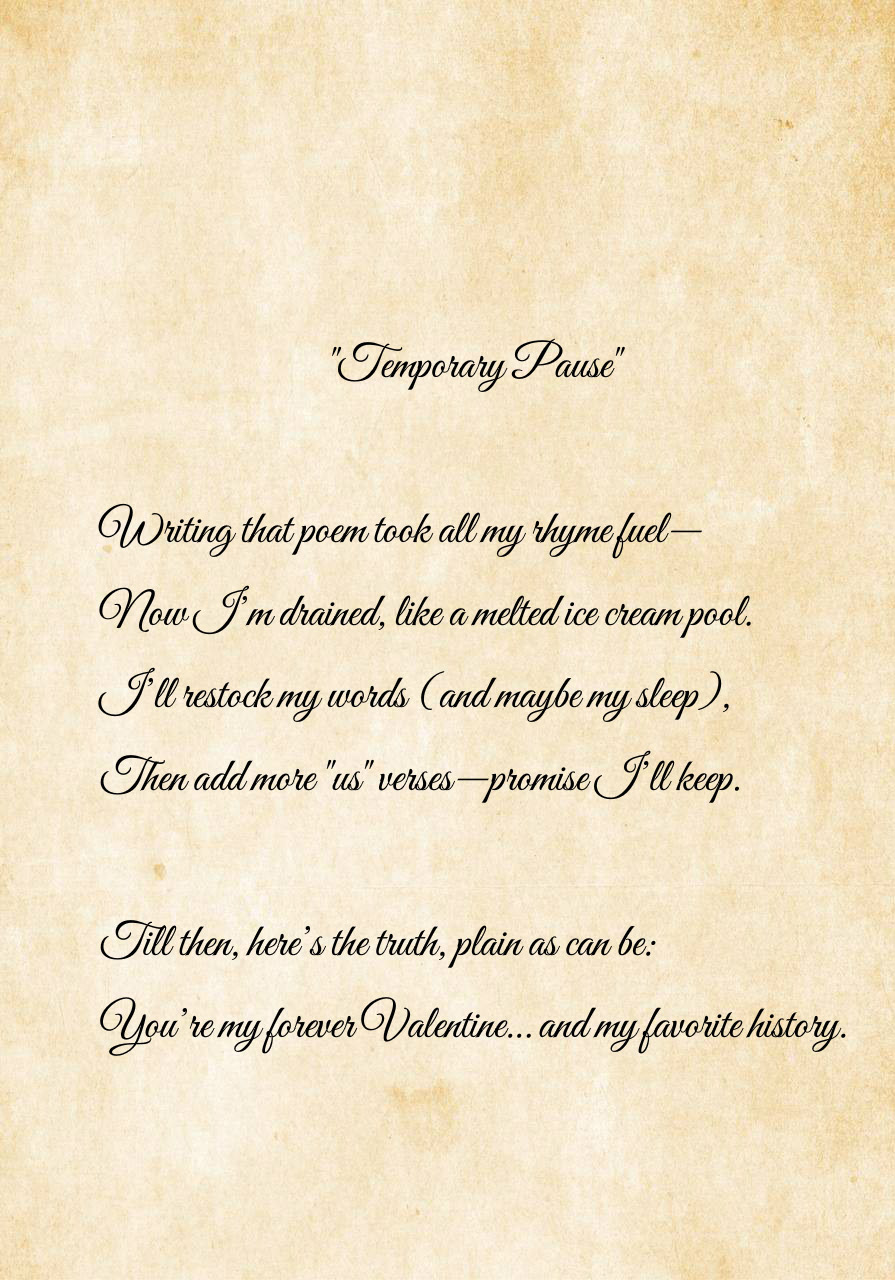 "Temporary Pause"
Writing that poem took all my rhyme fuel—
Now I’m drained, like a melted ice cream pool.
I’ll restock my words (and maybe my sleep),
Then add more "us" verses—promise I’ll keep.
Till then, here’s the truth, plain as can be:
You’re my forever Valentine... and my favorite history.